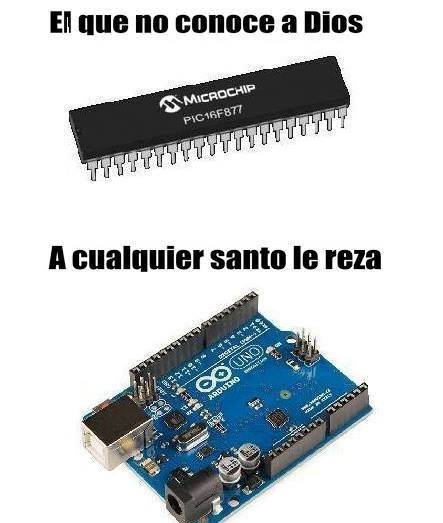 El que no conoce a Dios
MICROCHIP
PIC16F877
A cualquier santo le reza
UNO
ARDUINO